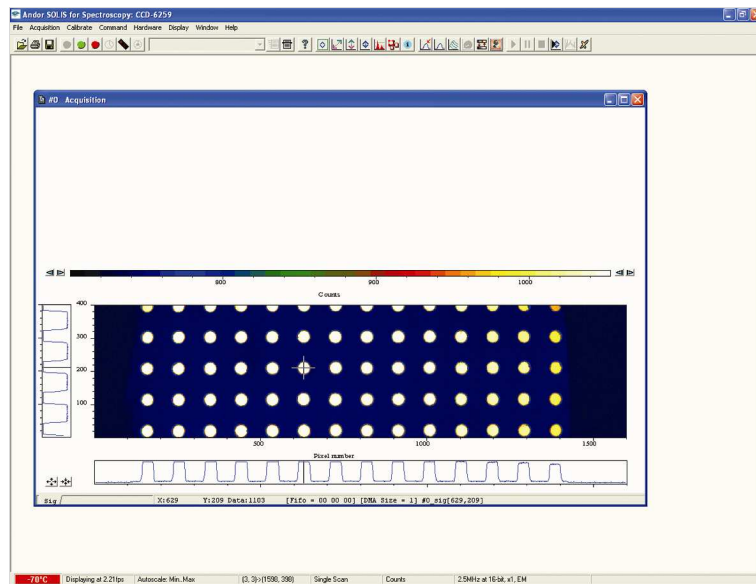 Andor SOLIS for Spectroscopy: CCD-6259
File Acquisition Calibrate Command Hardware Display Window Help
#0 Acquisition
800 900 1000
Counts
400
300
200
100
500 1000 1500
Pixel number
Sig X:629 Y:209 Data:1103 [Fifo = 00 00 00] [DMA Size = 1] #0_sig[629,209]
-70°C Displaying at 2.21fps Autoscale: Min..Max (3, 3)->(1598, 398) Single Scan Counts 2.5MHz at 16-bit, x1, EM